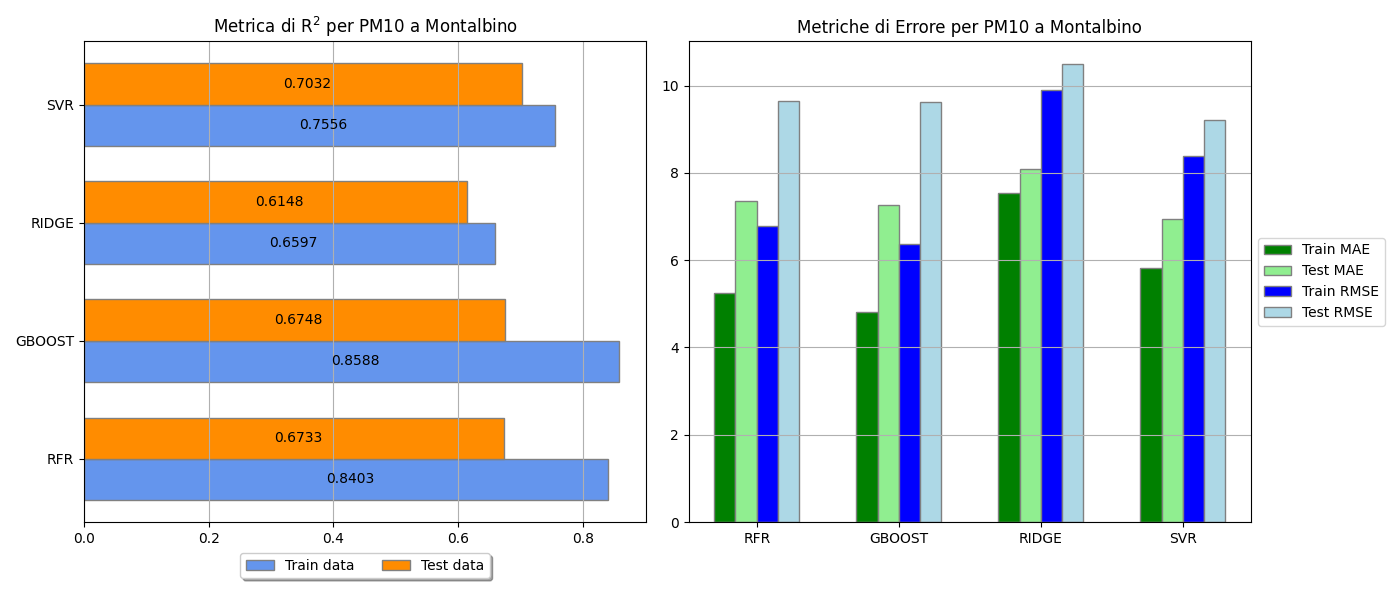 Metrica di R² per PM10 a Montalbino
SVR
0.7032
0.7556
RIDGE
0.6148
0.6597
GBOOST
0.6748
0.8588
RFR
0.6733
0.8403
0.0 0.2 0.4 0.6 0.8
Train data Test data
Metriche di Errore per PM10 a Montalbino
10
8
6
4
2
0
RFR GBOOST RIDGE SVR
Train MAE
Test MAE
Train RMSE
Test RMSE